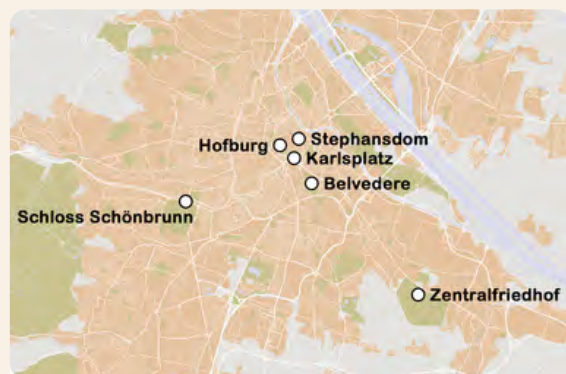 Stephansdom
Hofburg
Karlsplatz
Belvedere
Schloss Schönbrunn
Zentralfriedhof